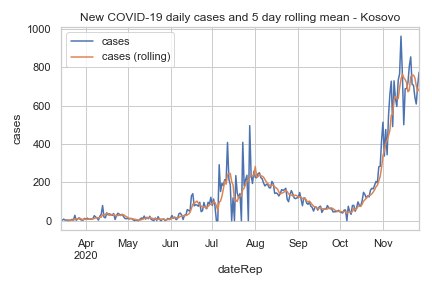 New COVID-19 daily cases and 5 day rolling mean - Kosovo
cases
cases (rolling)
1000
800
600
400
200
0
cases
Apr
2020
May
Jun
Jul
Aug
Sep
Oct
Nov
dateRep